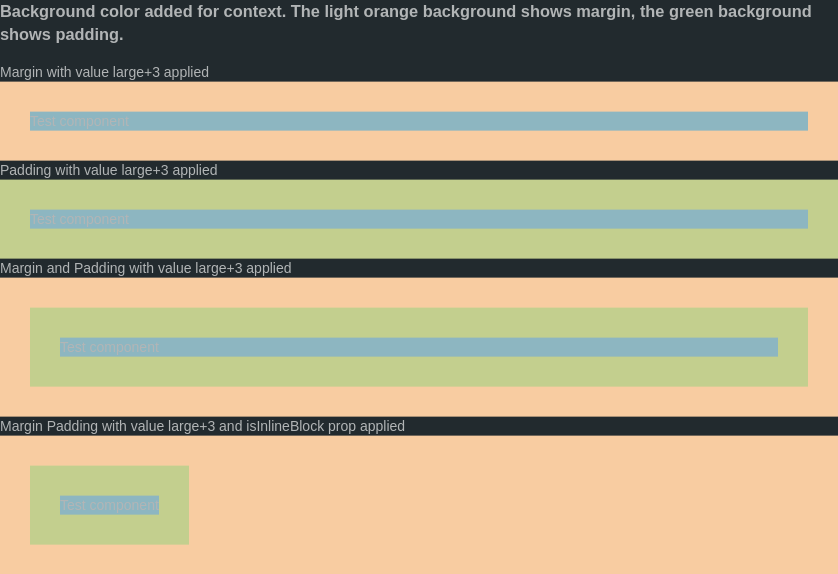 Background color added for context. The light orange background shows margin, the green background
shows padding.
Margin with value large+3 applied
Test component
Padding with value large+3 applied
Test component
Margin and Padding with value large+3 applied
Test component
Margin Padding with value large+3 and isInlineBlock prop applied
Test component